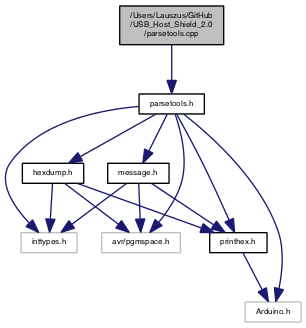 /Users/Lauszus/GitHub
/USB_Host_Shield_2.0
/parsetools.cpp
parsetools.h
hexdump.h
message.h
inttypes.h
avr/pgmspace.h
printhex.h
Arduino.h